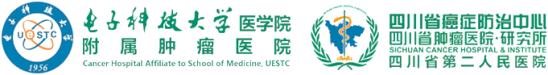 UESTC
1956
电子科技大学医学院
附属肿瘤医院
Cancer Hospital Affiliate to School of Medicine, UESTC
四川省癌症防治中心
四川省肿瘤医院·研究所
SICHUAN CANCER HOSPITAL & INSTITUTE
四川省第二人民医院